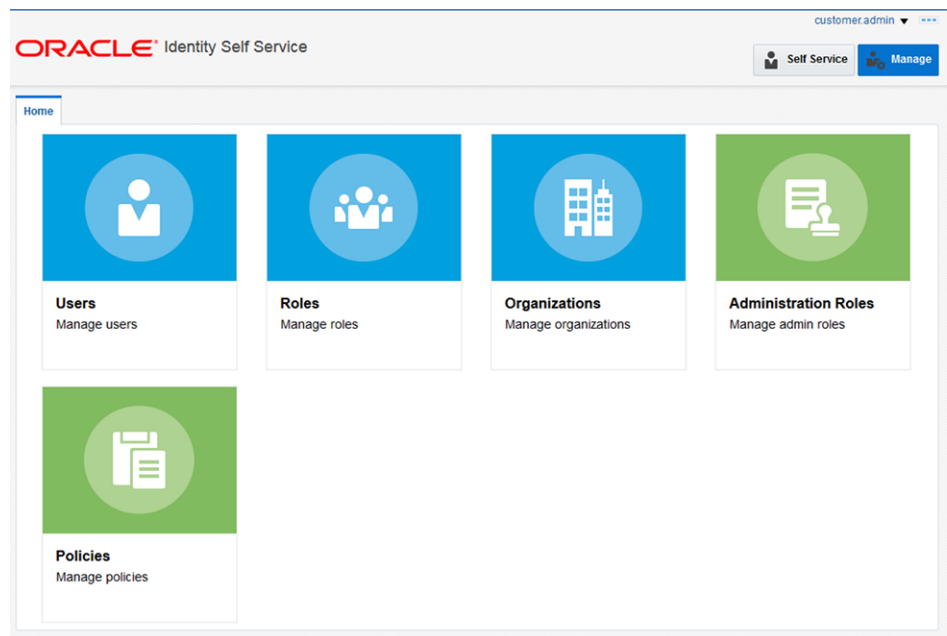 customer.admin
ORACLE Identity Self Service
Self Service
Manage
Home
Users
Manage users
Roles
Manage roles
Organizations
Manage organizations
Administration Roles
Manage admin roles
Policies
Manage policies